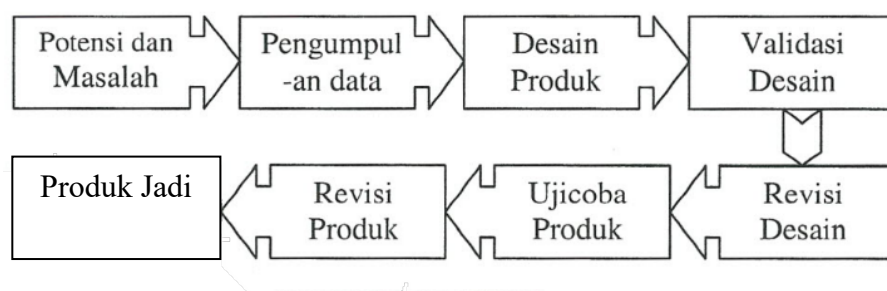 Potensi dan
Masalah
Pengumpul
-an data
Desain
Produk
Validasi
Desain
Produk Jadi
Revisi
Produk
Ujicoba
Produk
Revisi
Desain